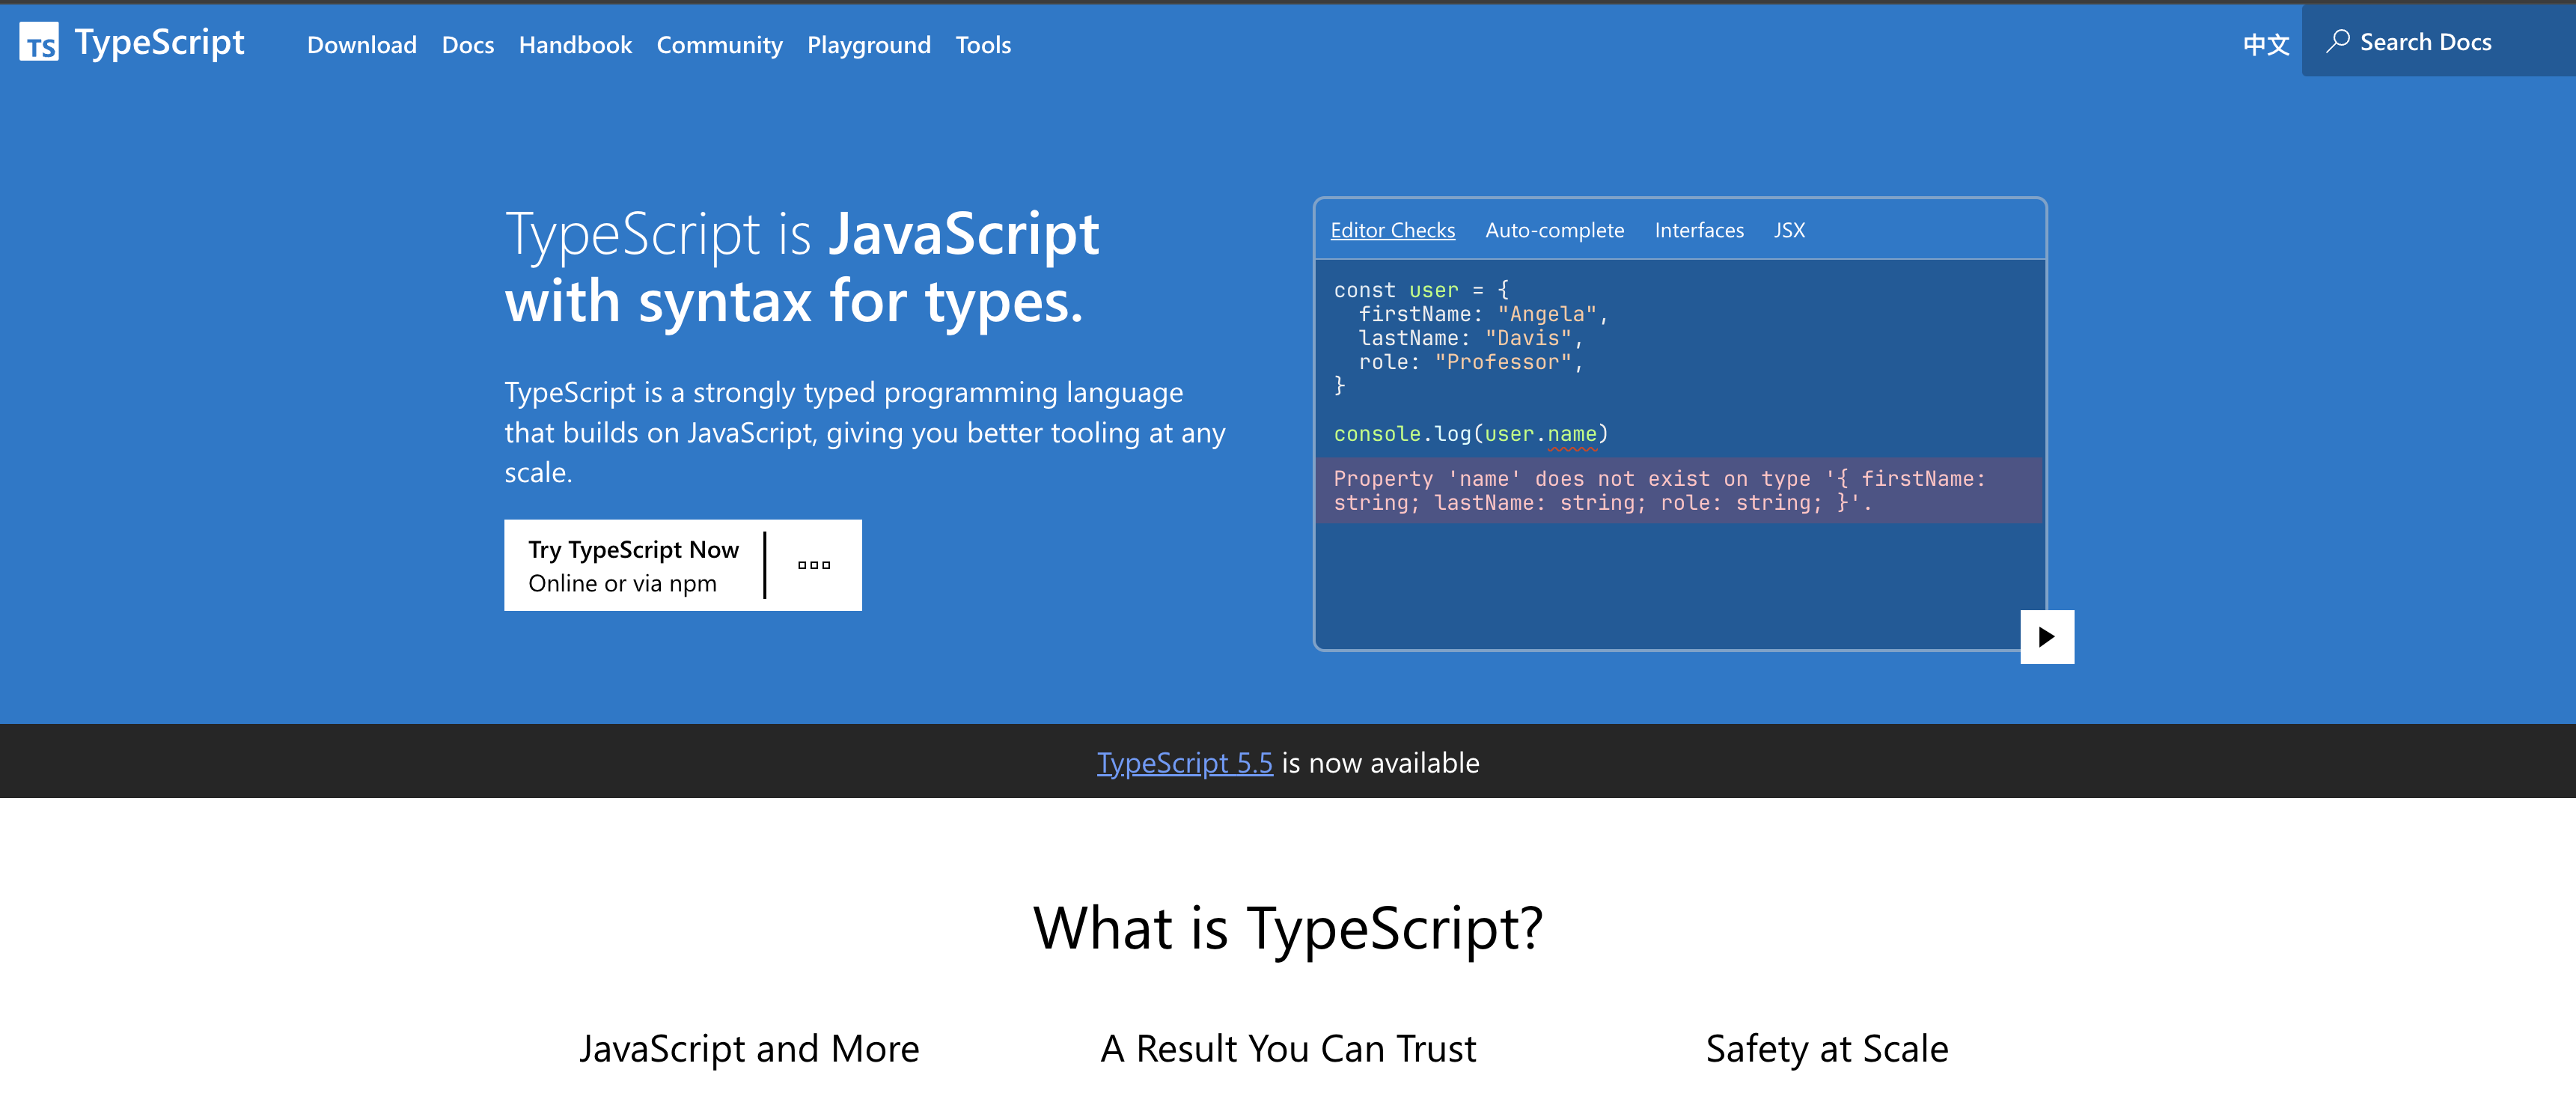 TS TypeScript
Download Docs Handbook Community Playground Tools
中文
Search Docs
TypeScript is JavaScript
with syntax for types.
TypeScript is a strongly typed programming language
that builds on JavaScript, giving you better tooling at any
scale.
Try TypeScript Now
Online or via npm
Editor Checks Auto-complete Interfaces JSX
const user = {
  firstName: "Angela",
  lastName: "Davis",
  role: "Professor",
}
console.log(user.name)
Property 'name' does not exist on type '{ firstName:
string; lastName: string; role: string; }'.
TypeScript 5.5 is now available
What is TypeScript?
JavaScript and More
A Result You Can Trust
Safety at Scale